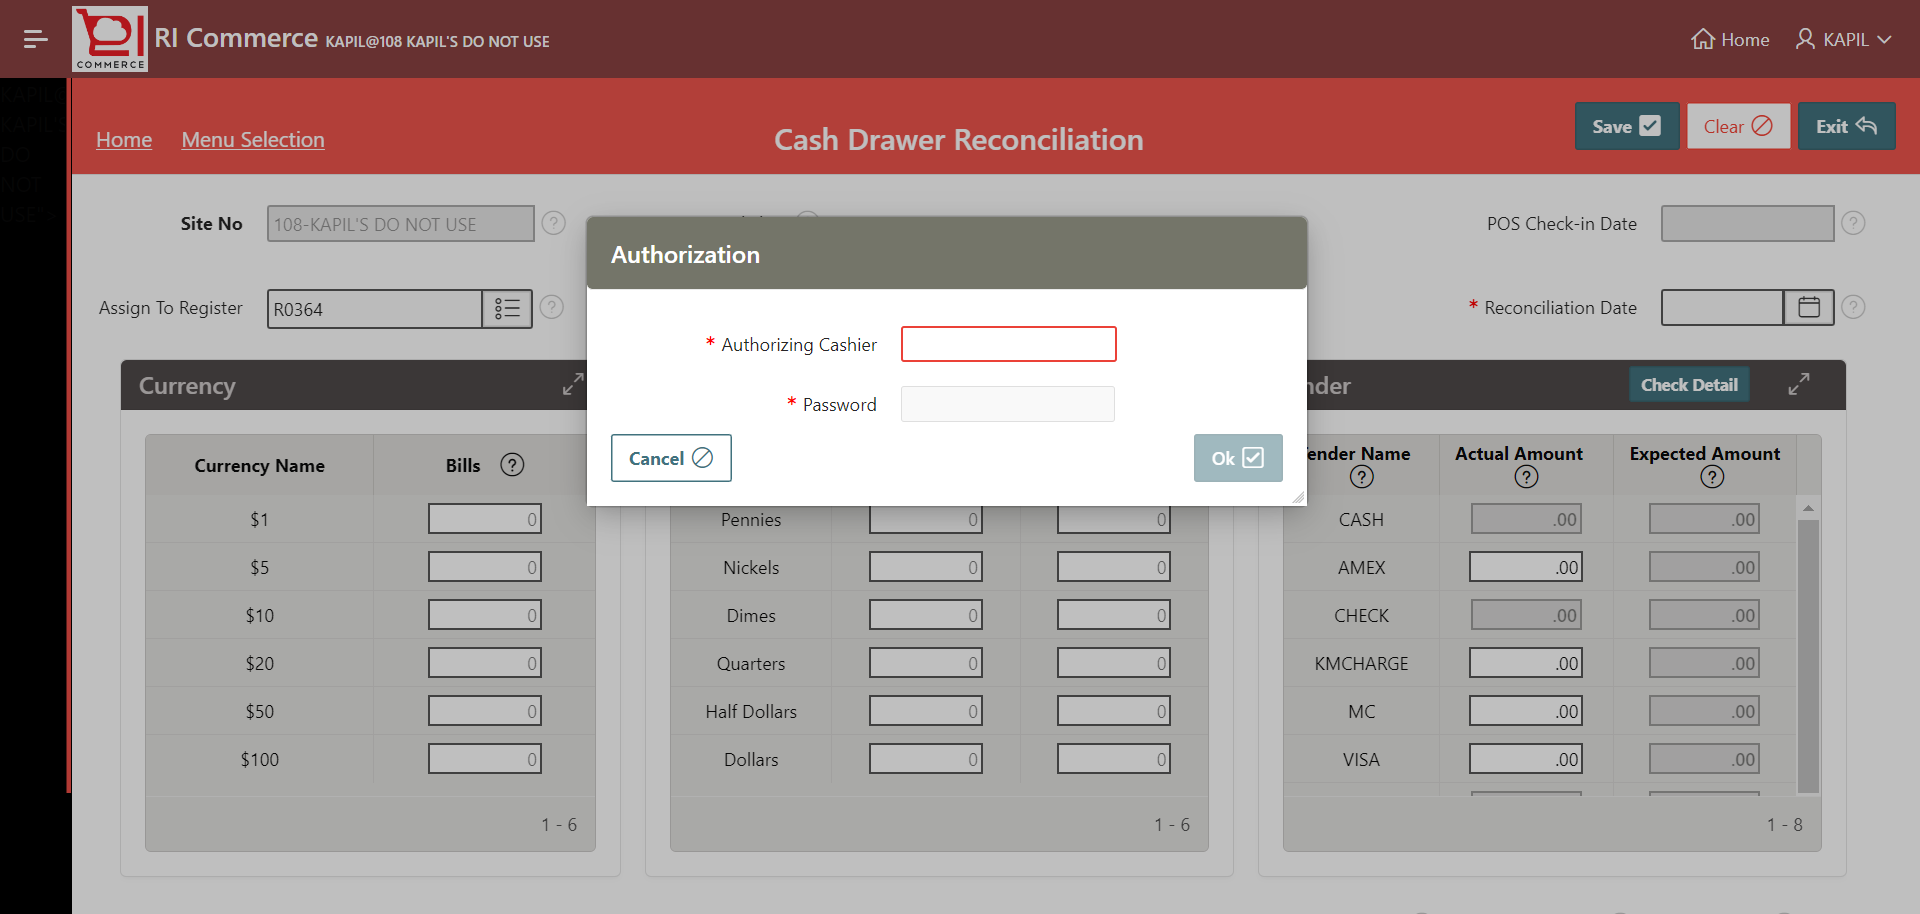 COMMERCE
RI Commerce KAPIL@108 KAPIL'S DO NOT USE
Home
KAPIL
KAPIL@
KAPIL'S
DO
NOT
USE
Home
Menu Selection
Cash Drawer Reconciliation
Save
Clear
Exit
Site No
108-KAPIL'S DO NOT USE
?
POS Check-in Date
?
Assign To Register
R0364
?
* Reconciliation Date
?
Authorization
* Authorizing Cashier
* Password
Cancel
Ok
Currency
Currency Name
Bills ?
$1 0
$5 0
$10 0
$20 0
$50 0
$100 0
1 - 6
Pennies 0 0
Nickels 0 0
Dimes 0 0
Quarters 0 0
Half Dollars 0 0
Dollars 0 0
1 - 6
Check Detail
Actual Amount
Expected Amount
? ? ?
CASH .00 .00
AMEX .00 .00
CHECK .00 .00
KMCHARGE .00 .00
MC .00 .00
VISA .00 .00
1 - 8